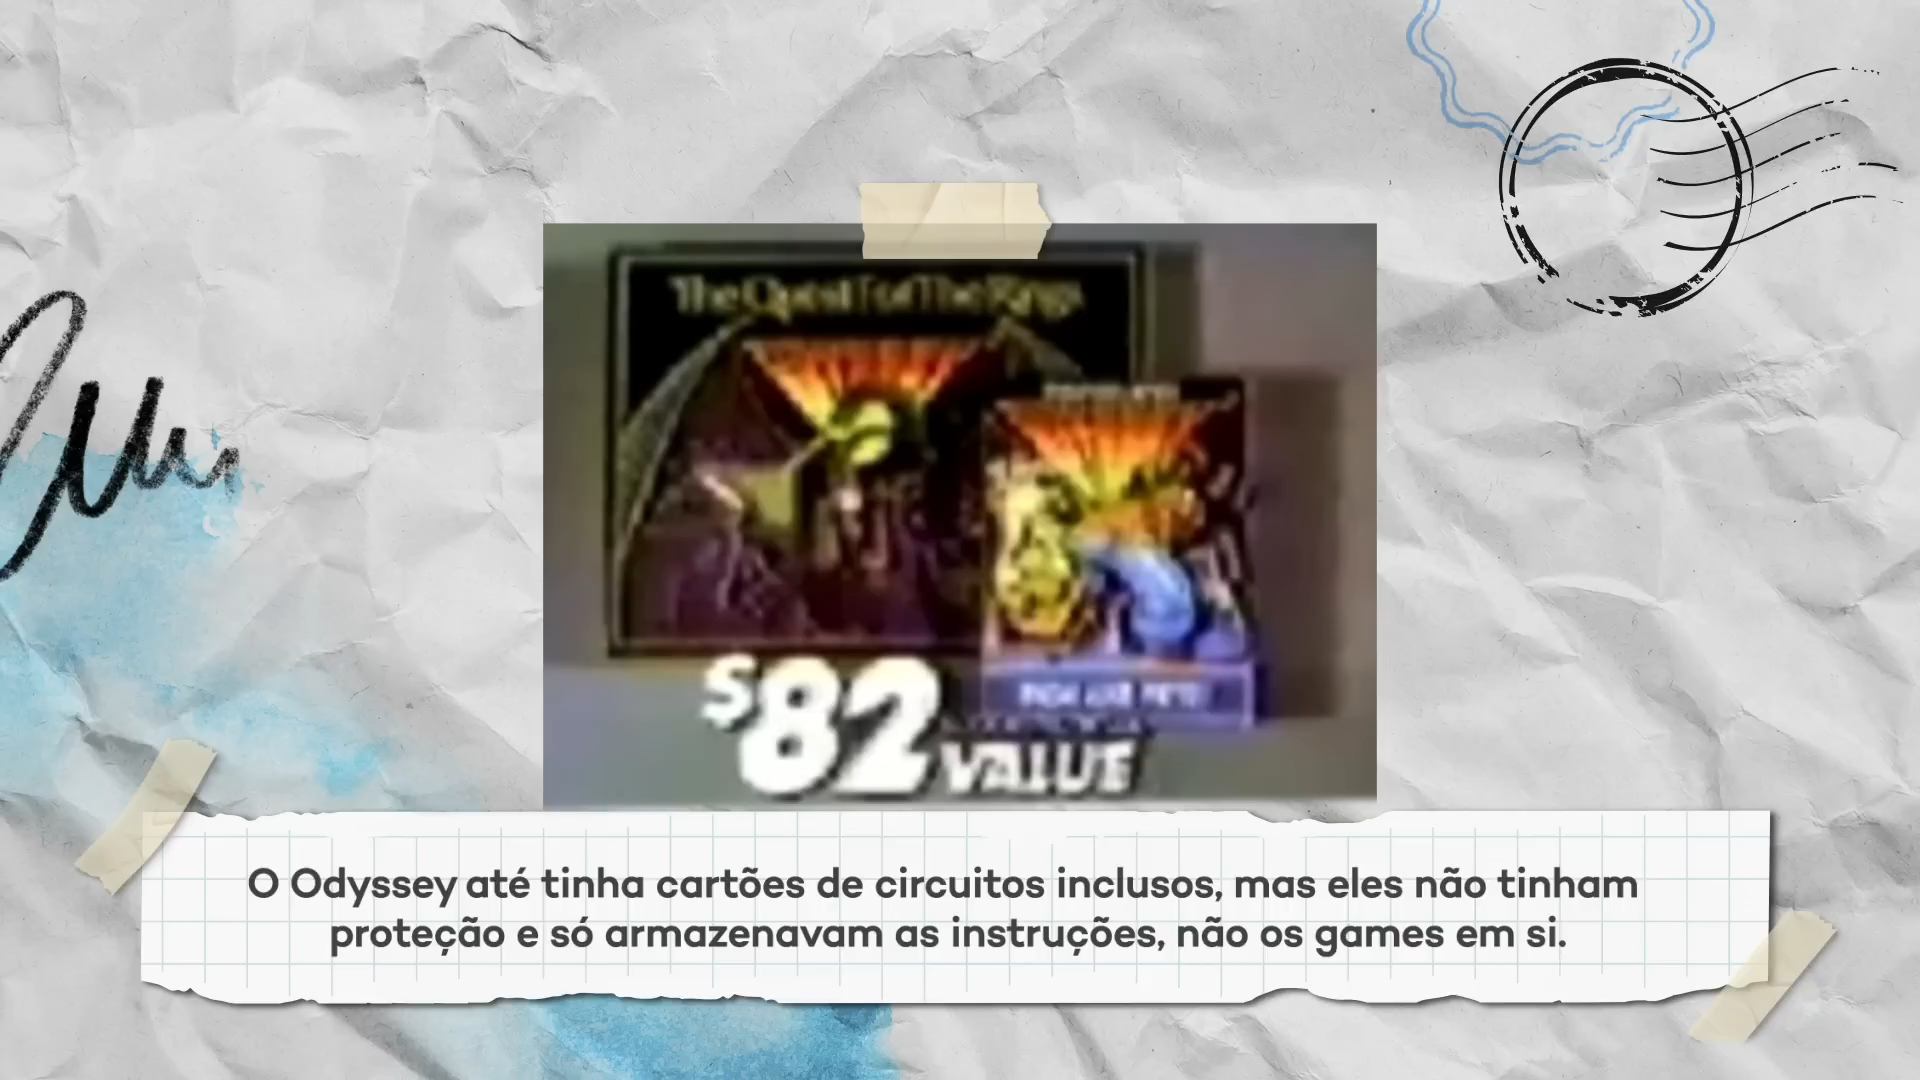 The Quest For The Rings
$82
VALUE
O Odyssey até tinha cartões de circuitos inclusos, mas eles não tinham
proteção e só armazenavam as instruções, não os games em si.